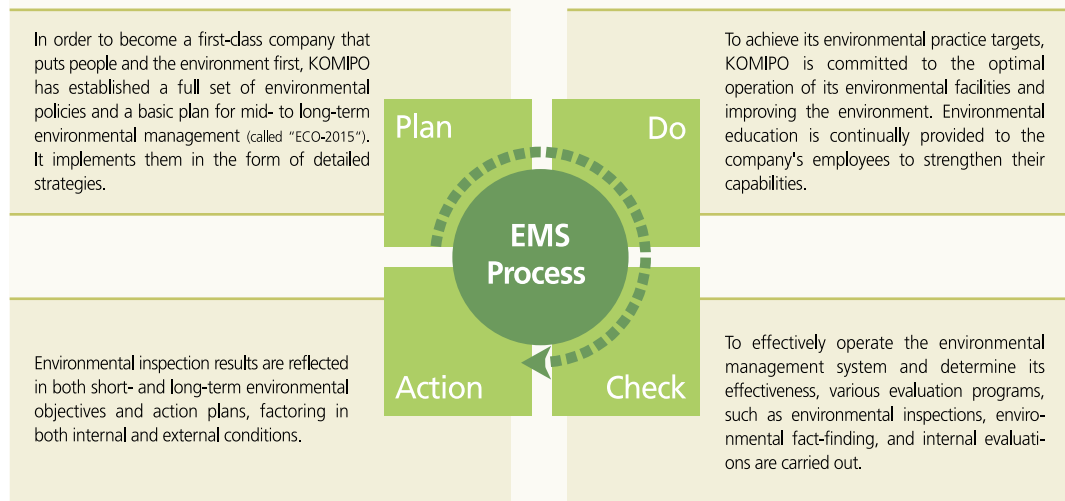 In order to become a first-class company that
puts people and the environment first, KOMIPO
has established a full set of environmental
policies and a basic plan for mid- to long-term
environmental management (called "ECO-2015").
It implements them in the form of detailed
strategies.
Plan
Do
To achieve its environmental practice targets,
KOMIPO is committed to the optimal
operation of its environmental facilities and
improving the environment. Environmental
education is continually provided to the
company's employees to strengthen their
capabilities.
EMS
Process
Environmental inspection results are reflected
in both short- and long-term environmental
objectives and action plans, factoring in
both internal and external conditions.
Action
Check
To effectively operate the environmental
management system and determine its
effectiveness, various evaluation programs,
such as environmental inspections, enviro-
nmental fact-finding, and internal evaluati-
ons are carried out.